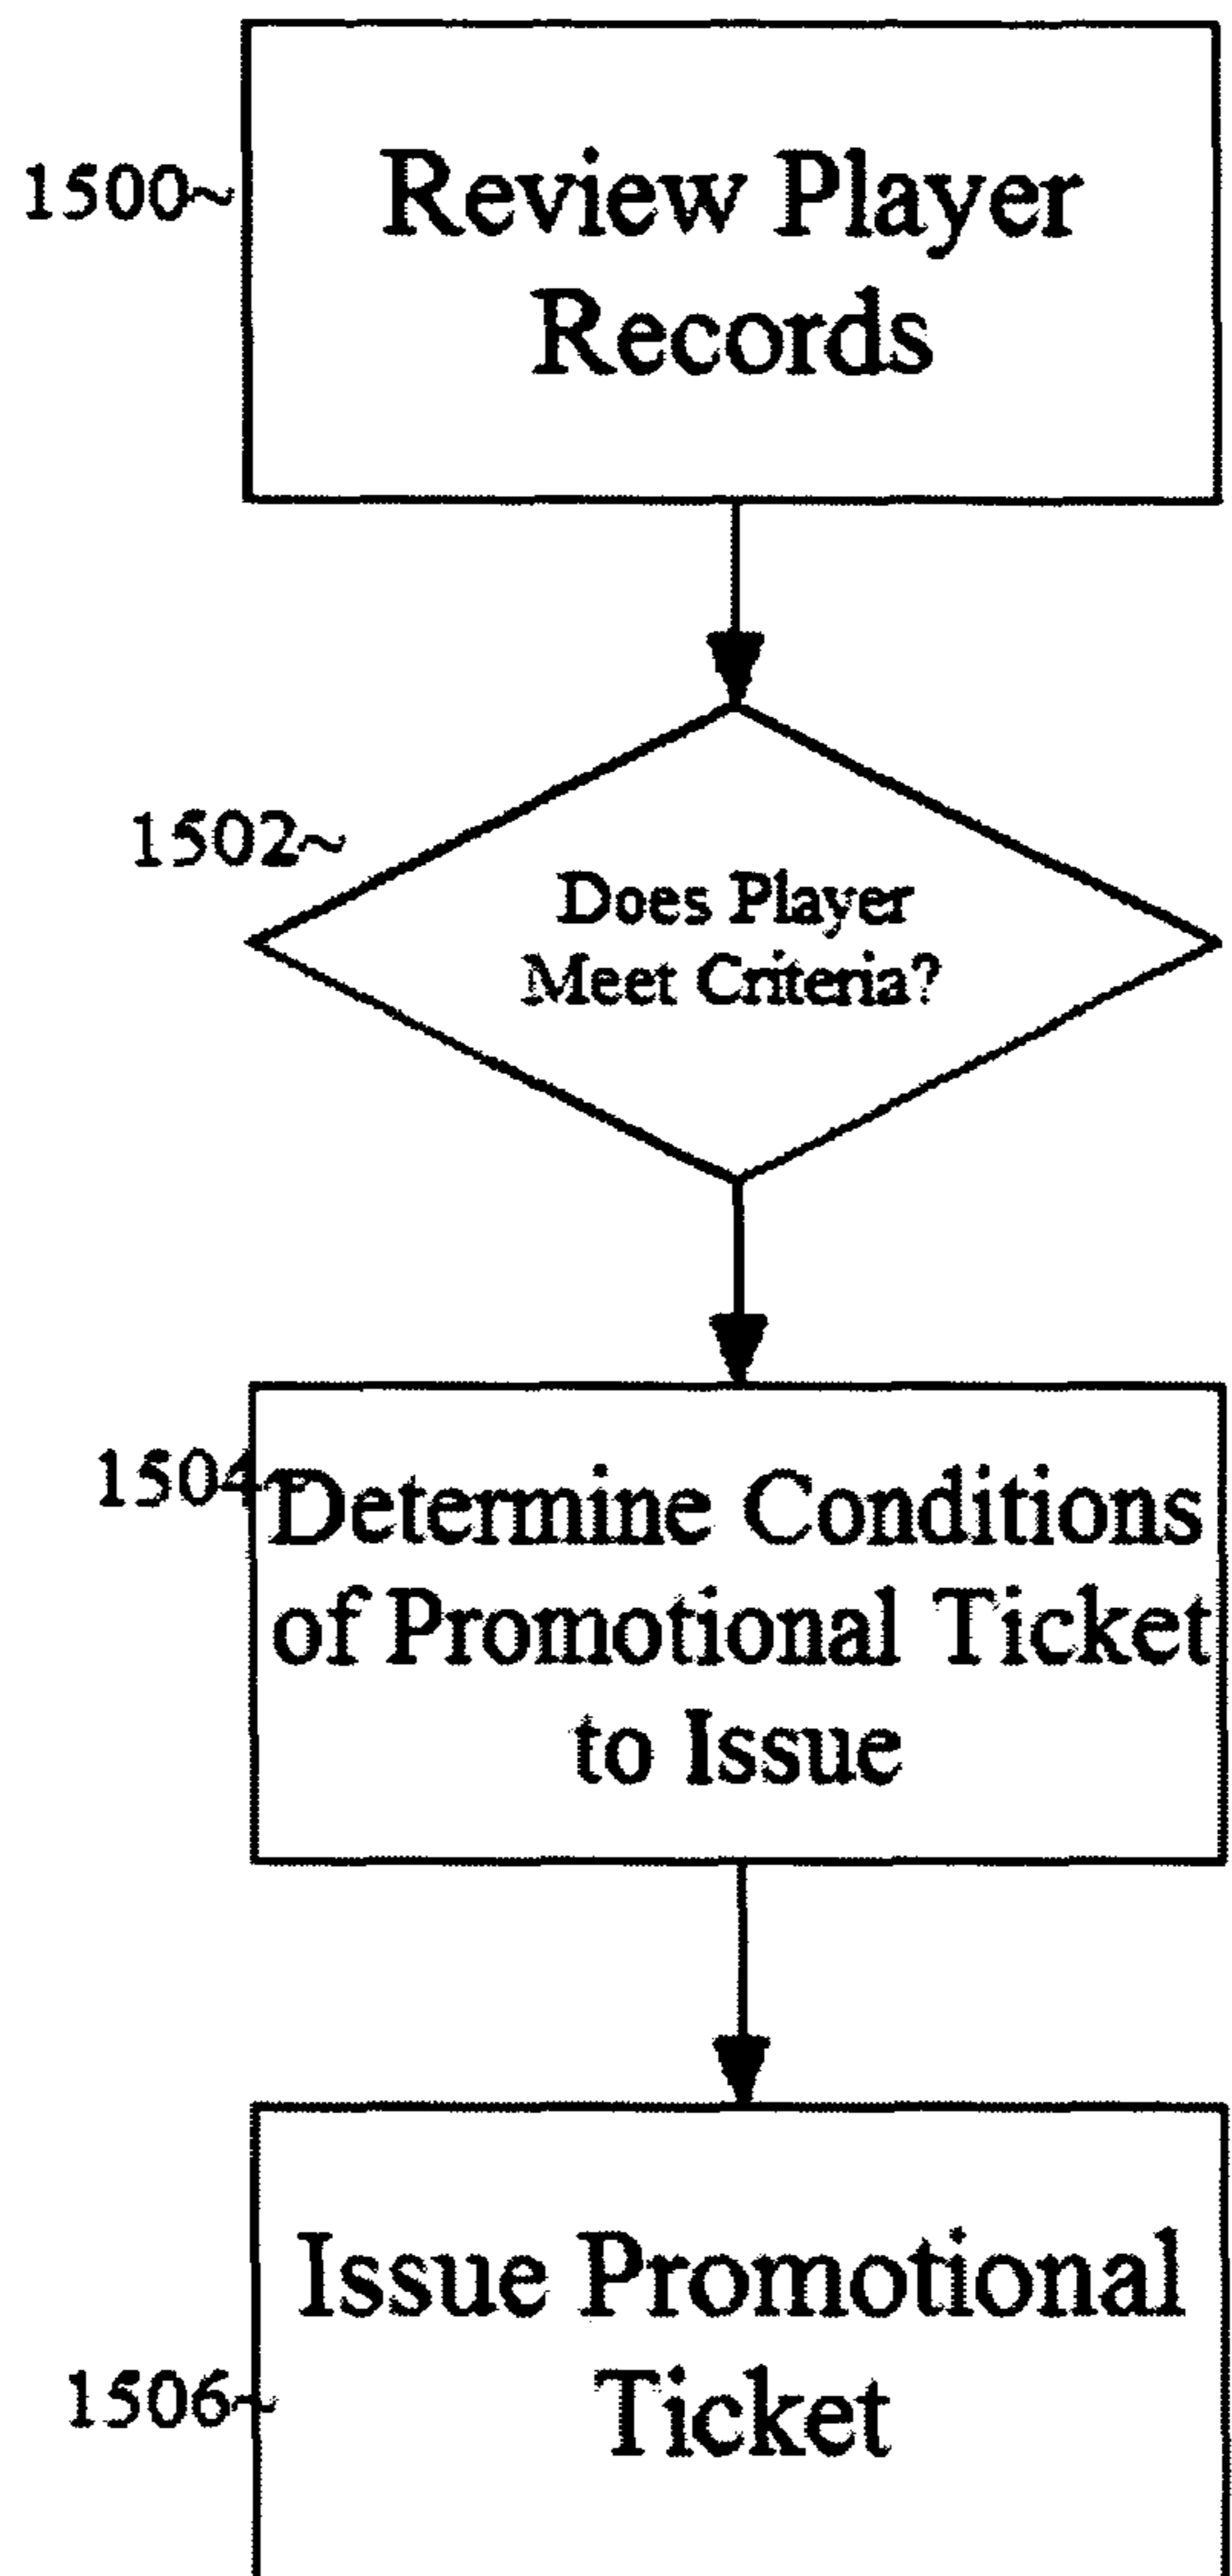 1500~
Review Player
Records
1502~
Does Player
Meet Criteria?
1504~
Determine Conditions
of Promotional Ticket
to Issue
Issue Promotional
1506~
Ticket